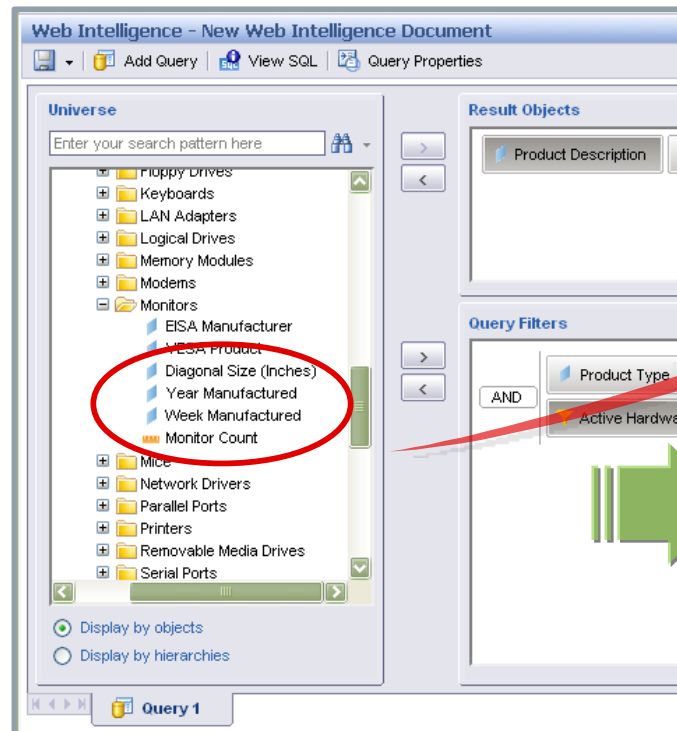 Web Intelligence - New Web Intelligence Document
Add Query View SQL Query Properties
Universe
Enter your search pattern here
Floppy Drives
Keyboards
LAN Adapters
Logical Drives
Memory Modules
Modems
Monitors
EISA Manufacturer
VESA Product
Diagonal Size (Inches)
Year Manufactured
Week Manufactured
Monitor Count
Mice
Network Drivers
Parallel Ports
Printers
Removable Media Drives
Serial Ports
Display by objects
Display by hierarchies
Query 1
Result Objects
Product Description
Query Filters
AND
Product Type
Active Hardwa